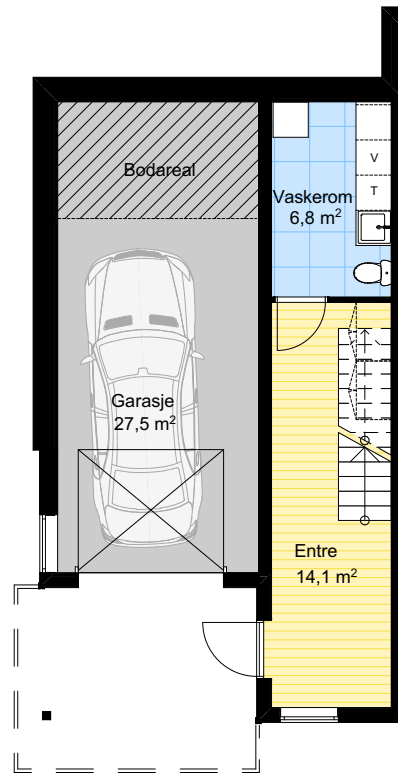 Bodareal
V
T
Vaskerom
6,8 m²
Garasje
27,5 m²
Entre
14,1 m²